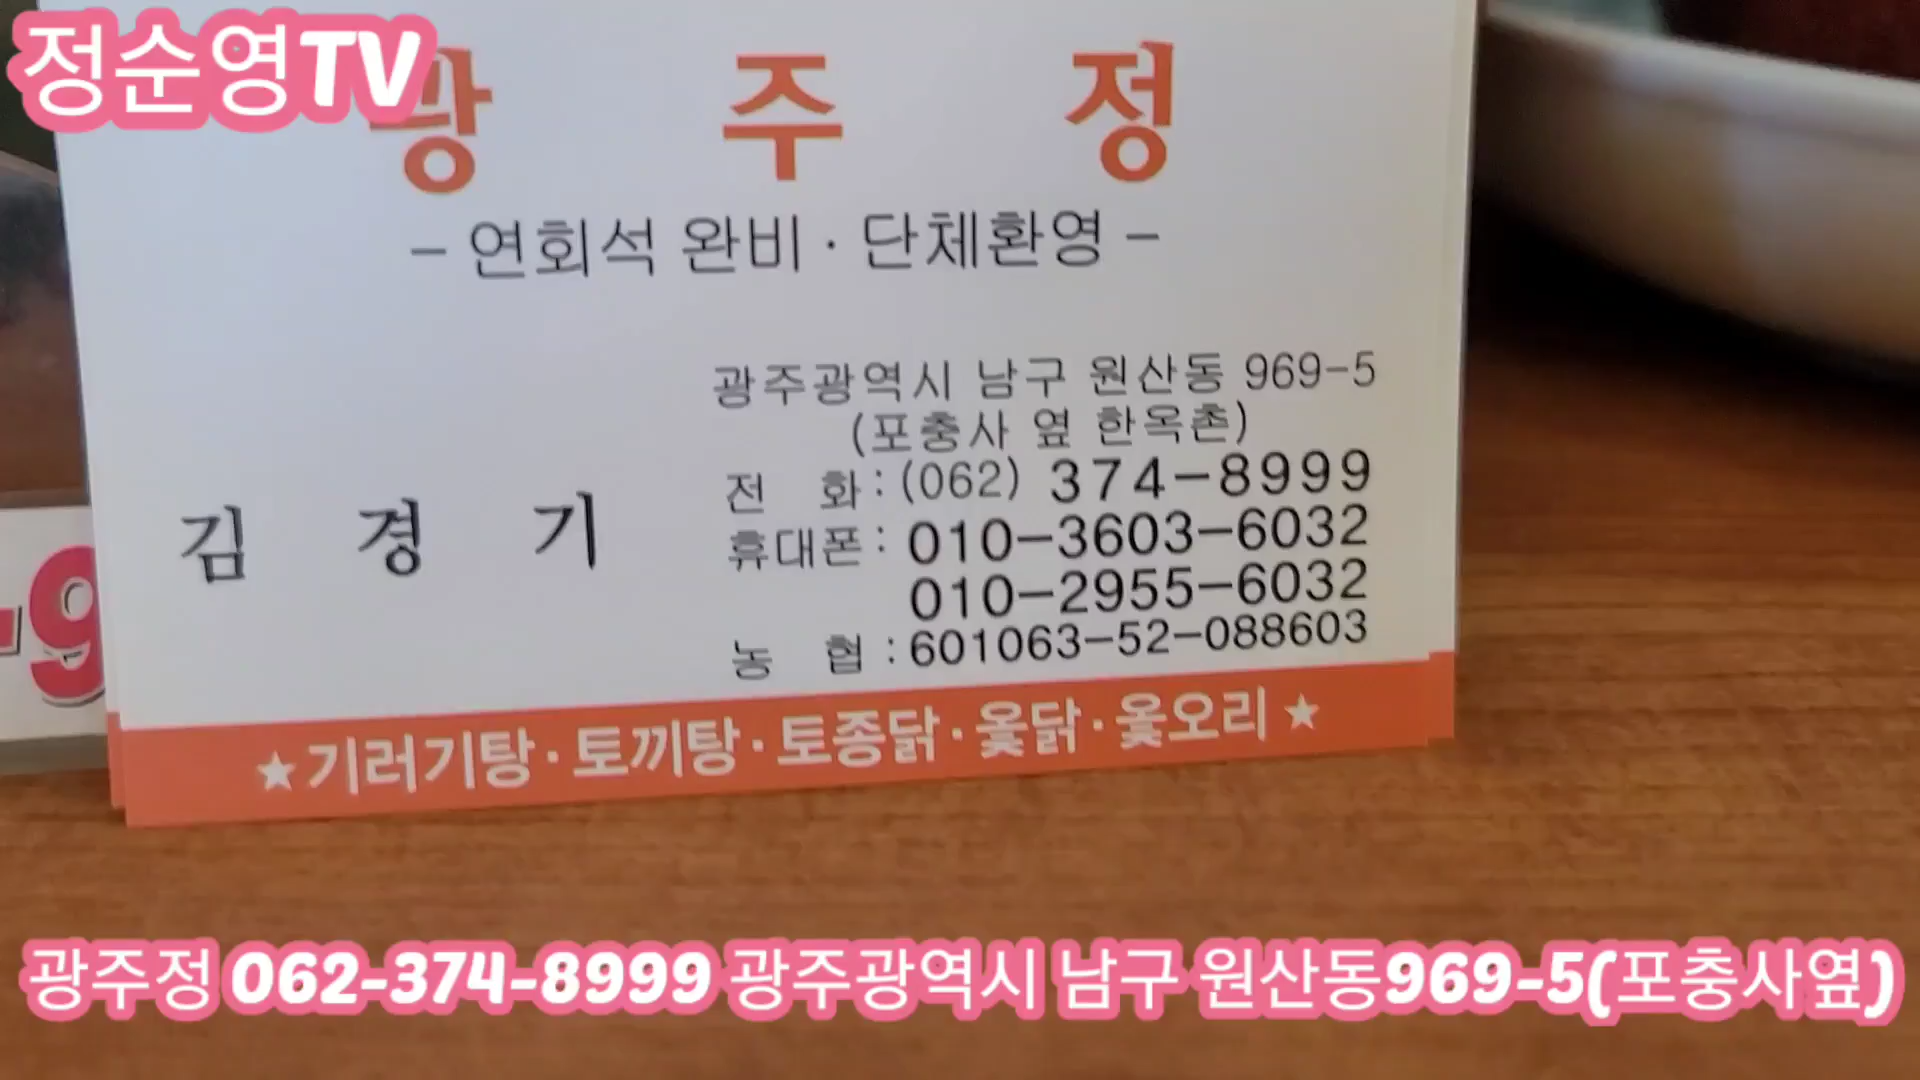 정순영TV
광주정
- 연회석 완비 · 단체환영 -
광주광역시 남구 원산동 969-5
(포충사 옆 한옥촌)
전 화 : (062) 374-8999
김경기
휴대폰 : 010-3603-6032
010-2955-6032
농 협 : 601063-52-088603
★기러기탕·토끼탕·토종닭·옻닭·옻오리★
-9
광주정 062-374-8999 광주광역시 남구 원산동969-5(포충사옆)